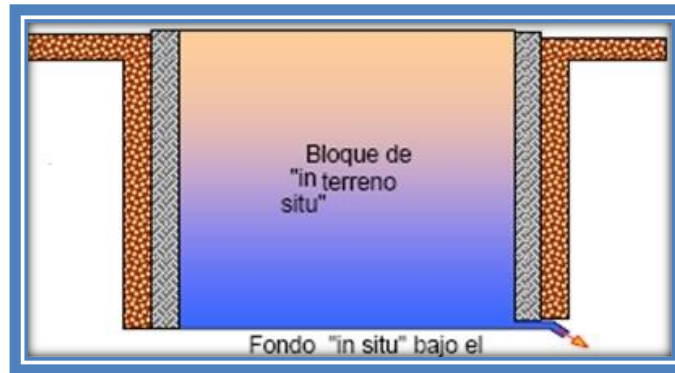 Bloque de
"in terreno
situ"
Fondo "in situ" bajo el